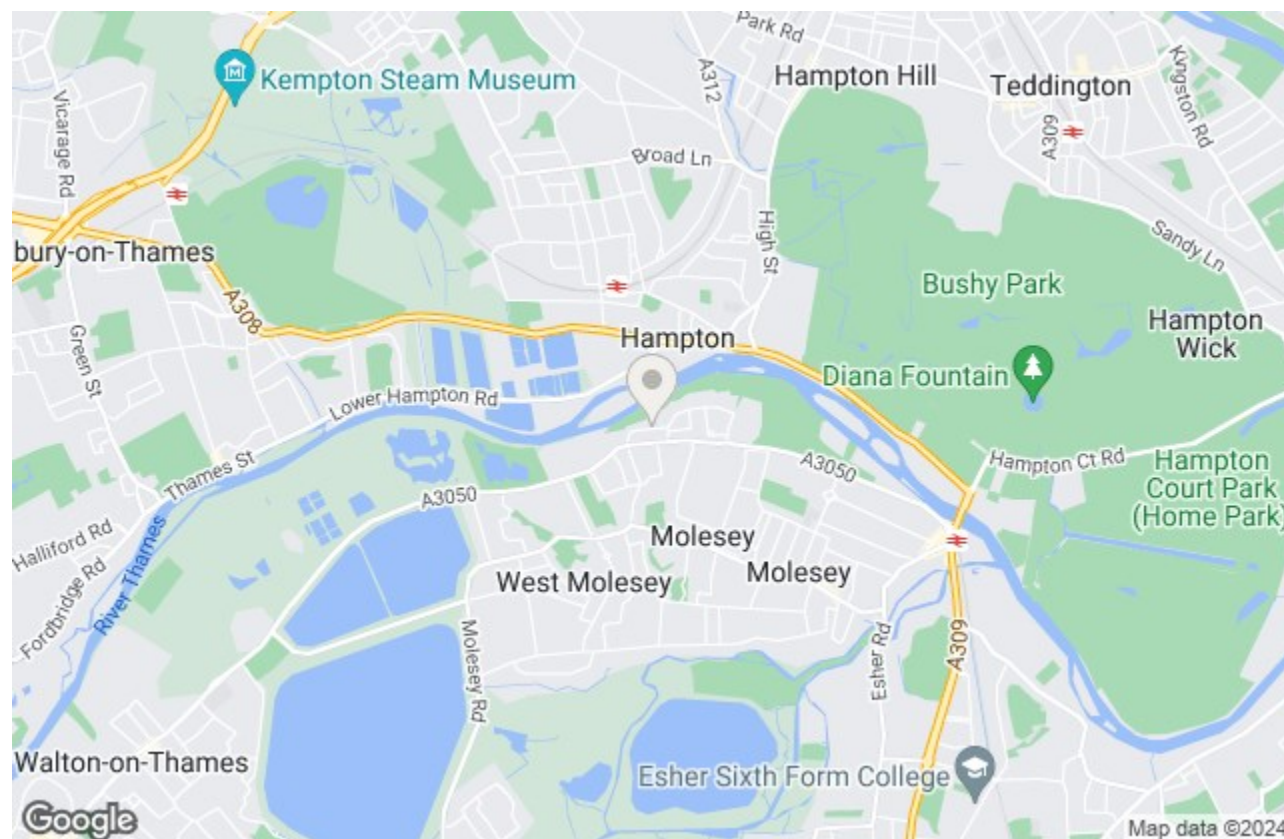 Park Rd
Hampton Hill
Teddington
Kingston Rd
A312
A309
Kempton Steam Museum
Vicarage Rd
Broad Ln
High St
Sandy Ln
bury-on-Thames
A308
Bushy Park
Hampton
Wick
Hampton
Green St
Diana Fountain
Lower Hampton Rd
Thames St
A3050
A3050
Hampton Ct Rd
Hampton
Court Park
(Home Park)
Halliford Rd
Fordbridge Rd
River Thames
Molesey
West Molesey
Molesey
Molesey Rd
Esher Rd
A309
Walton-on-Thames
Esher Sixth Form College
Google
Map data ©2024